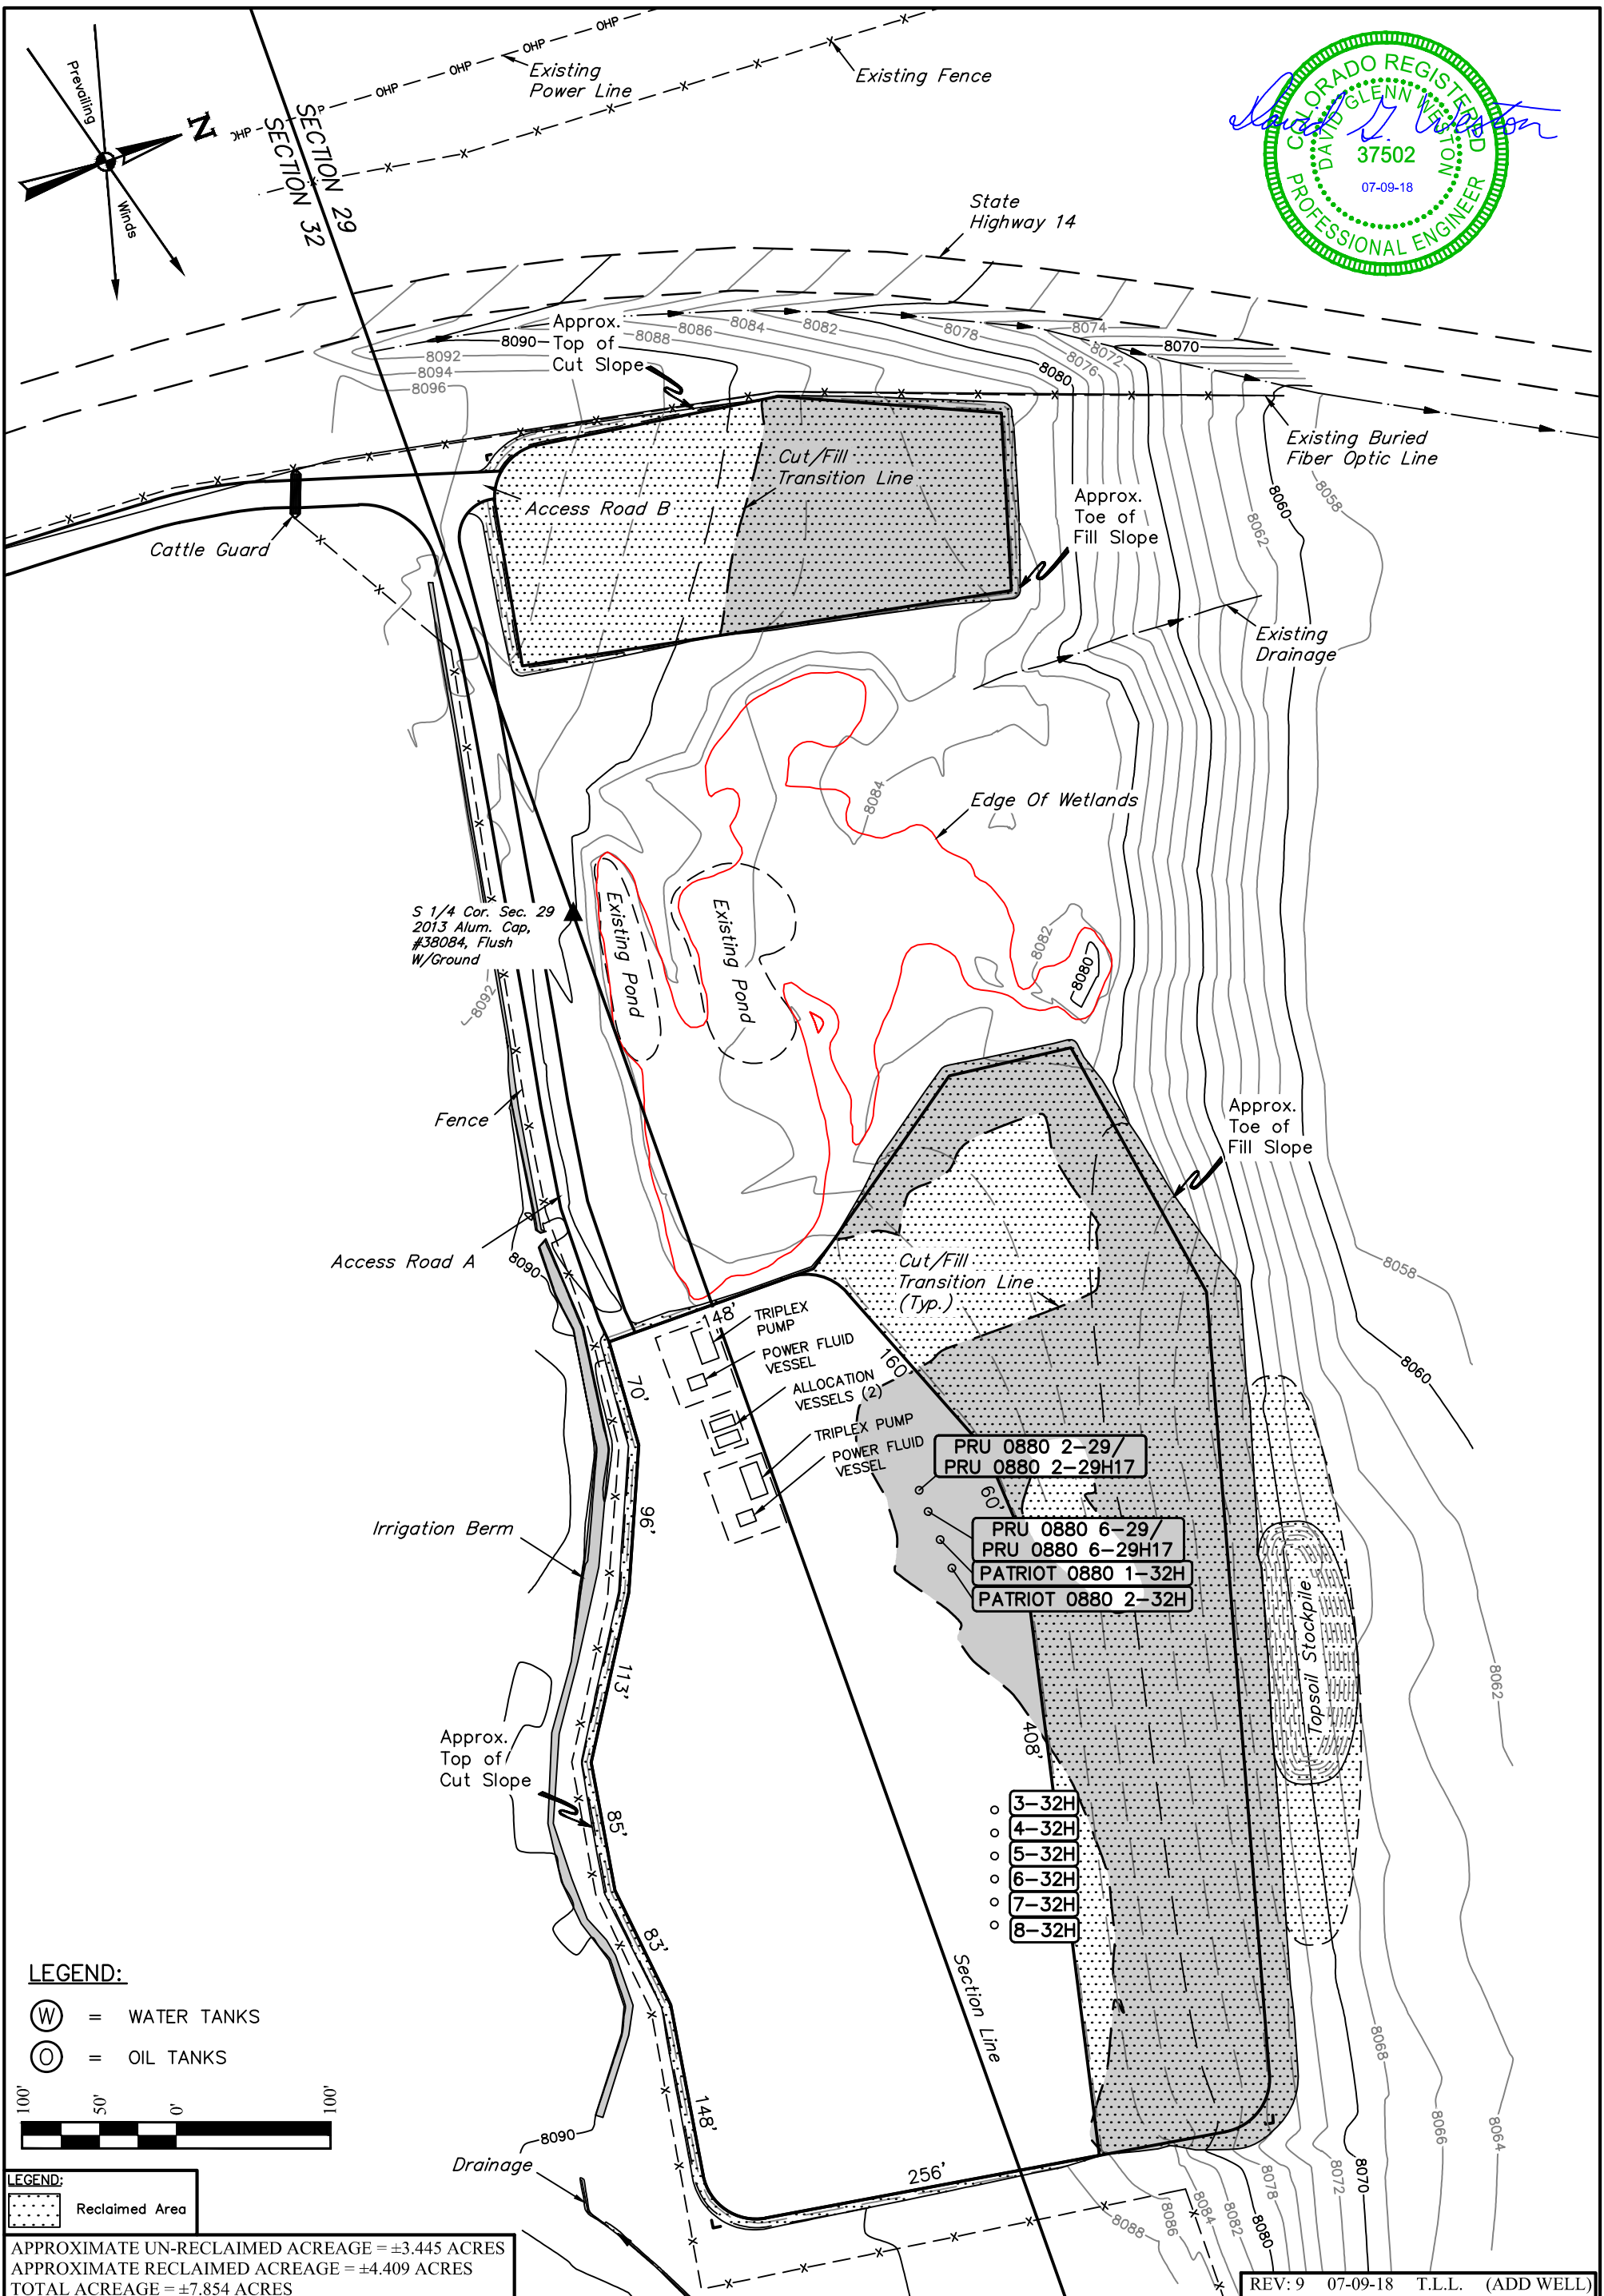 Prevailing
Winds
N
SECTION 29
SECTION 32
OHP
OHP
OHP
OHP
OHP
Existing
Power Line
Existing Fence
COLORADO REGISTERED
DAVID GLENN WESTON
37502
07-09-18
PROFESSIONAL ENGINEER
David G. Weston
State
Highway 14
Approx.
Top of
Cut Slope
8090
8092
8094
8096
8088
8086
8084
8082
8078
8080
8076
8074
8072
8070
Existing Buried
Fiber Optic Line
8058
8060
8062
Cut/Fill
Transition Line
Access Road B
Approx.
Toe of
Fill Slope
Cattle Guard
Existing
Drainage
8084
Edge Of Wetlands
S 1/4 Cor. Sec. 29
2013 Alum. Cap,
#38084, Flush
W/Ground
Existing Pond
Existing Pond
8082
8080
8092
Fence
Approx.
Toe of
Fill Slope
Access Road A
8090
Cut/Fill
Transition Line
(Typ.)
8058
8060
148'
TRIPLEX
PUMP
POWER FLUID
VESSEL
ALLOCATION
VESSELS (2)
TRIPLEX PUMP
POWER FLUID
VESSEL
160'
70'
96'
60'
PRU 0880 2-29/
PRU 0880 2-29H17
PRU 0880 6-29/
PRU 0880 6-29H17
PATRIOT 0880 1-32H
PATRIOT 0880 2-32H
Irrigation Berm
Topsoil Stockpile
113'
8062
408'
Approx.
Top of
Cut Slope
85'
3-32H
4-32H
5-32H
6-32H
7-32H
8-32H
83'
Section Line
148'
256'
8090
Drainage
8068
8066
8064
8070
8072
8078
8080
8082
8084
8086
8088
LEGEND:
W = WATER TANKS
O = OIL TANKS
100' 50' 0' 100'
LEGEND:
Reclaimed Area
APPROXIMATE UN-RECLAIMED ACREAGE = ±3.445 ACRES
APPROXIMATE RECLAIMED ACREAGE = ±4.409 ACRES
TOTAL ACREAGE = ±7.854 ACRES
REV: 9 07-09-18 T.L.L. (ADD WELL)